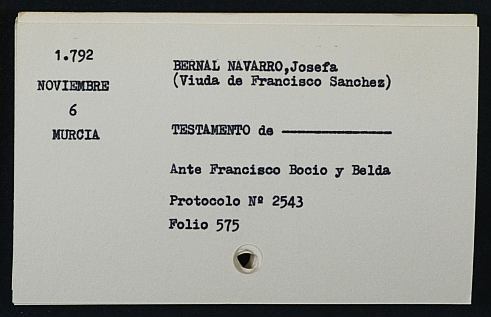 1.792
NOVIEMBRE
6
MURCIA
BERNAL NAVARRO,Josefa
(Viuda de Francisco Sanchez)
TESTAMENTO de
Ante Francisco Bocio y Belda
Protocolo Nº 2543
Folio 575